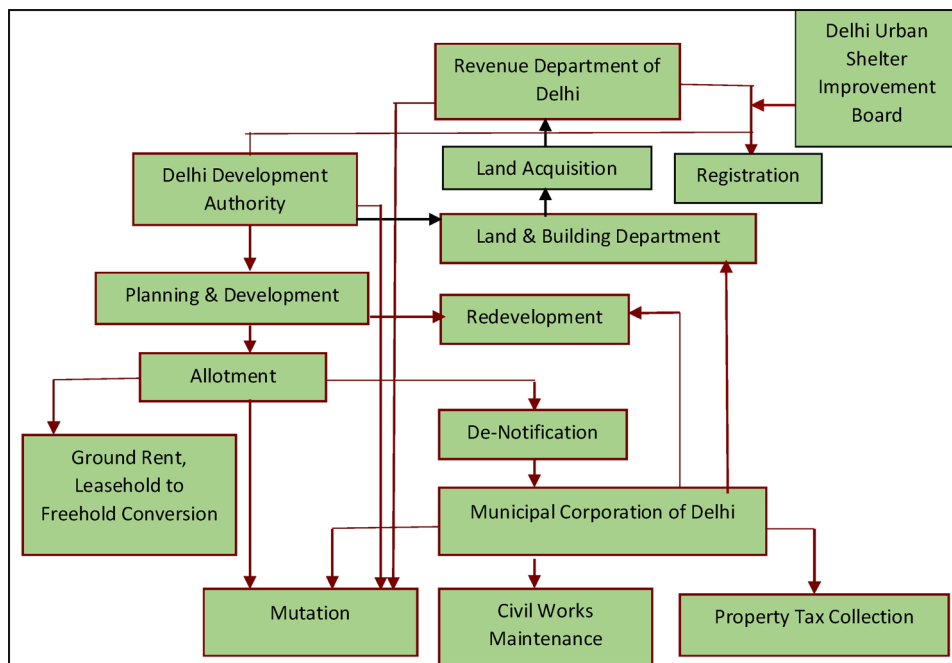 Delhi Urban
Shelter
Improvement
Board
Revenue Department of
Delhi
Land Acquisition
Registration
Delhi Development
Authority
Land & Building Department
Planning & Development
Redevelopment
Allotment
De-Notification
Ground Rent,
Leasehold to
Freehold Conversion
Municipal Corporation of Delhi
Mutation
Civil Works
Maintenance
Property Tax Collection